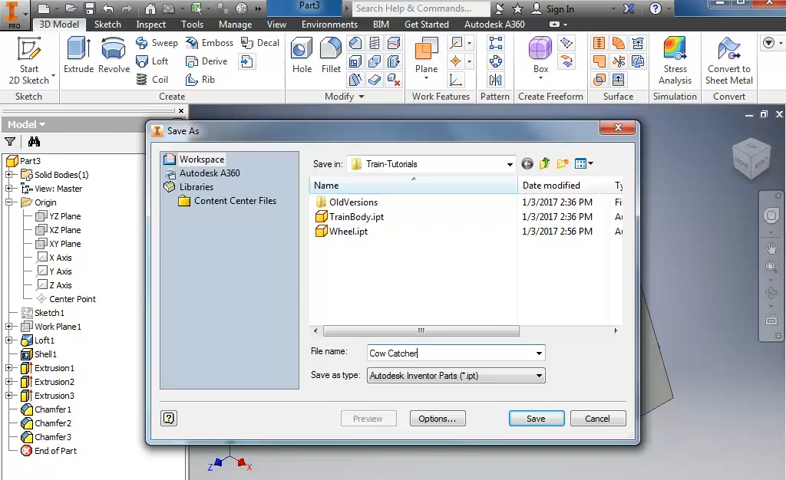 Part3
Search Help & Commands...
Sign In
PRO
3D Model
Sketch
Inspect
Tools
Manage
View
Environments
BIM
Get Started
Autodesk A360
Start
2D Sketch
Extrude
Revolve
Sweep
Emboss
Decal
Loft
Derive
Coil
Rib
Hole
Fillet
Plane
Box
Stress
Analysis
Convert to
Sheet Metal
Sketch
Create
Modify
Work Features
Pattern
Create Freeform
Surface
Simulation
Convert
Model
Part3
Solid Bodies(1)
View: Master
Origin
YZ Plane
XZ Plane
XY Plane
X Axis
Y Axis
Z Axis
Center Point
Sketch1
Work Plane1
Loft1
Shell1
Extrusion1
Extrusion2
Extrusion3
Chamfer1
Chamfer2
Chamfer3
End of Part
Save As
Workspace
Autodesk A360
Libraries
Content Center Files
Save in:
Train-Tutorials
Name
Date modified
Ty
OldVersions
1/3/2017 2:36 PM
Fi
TrainBody.ipt
1/3/2017 2:36 PM
Au
Wheel.ipt
1/3/2017 2:56 PM
Au
File name:
Cow Catcher
Save as type:
Autodesk Inventor Parts (*.ipt)
Preview
Options...
Save
Cancel
Z
X